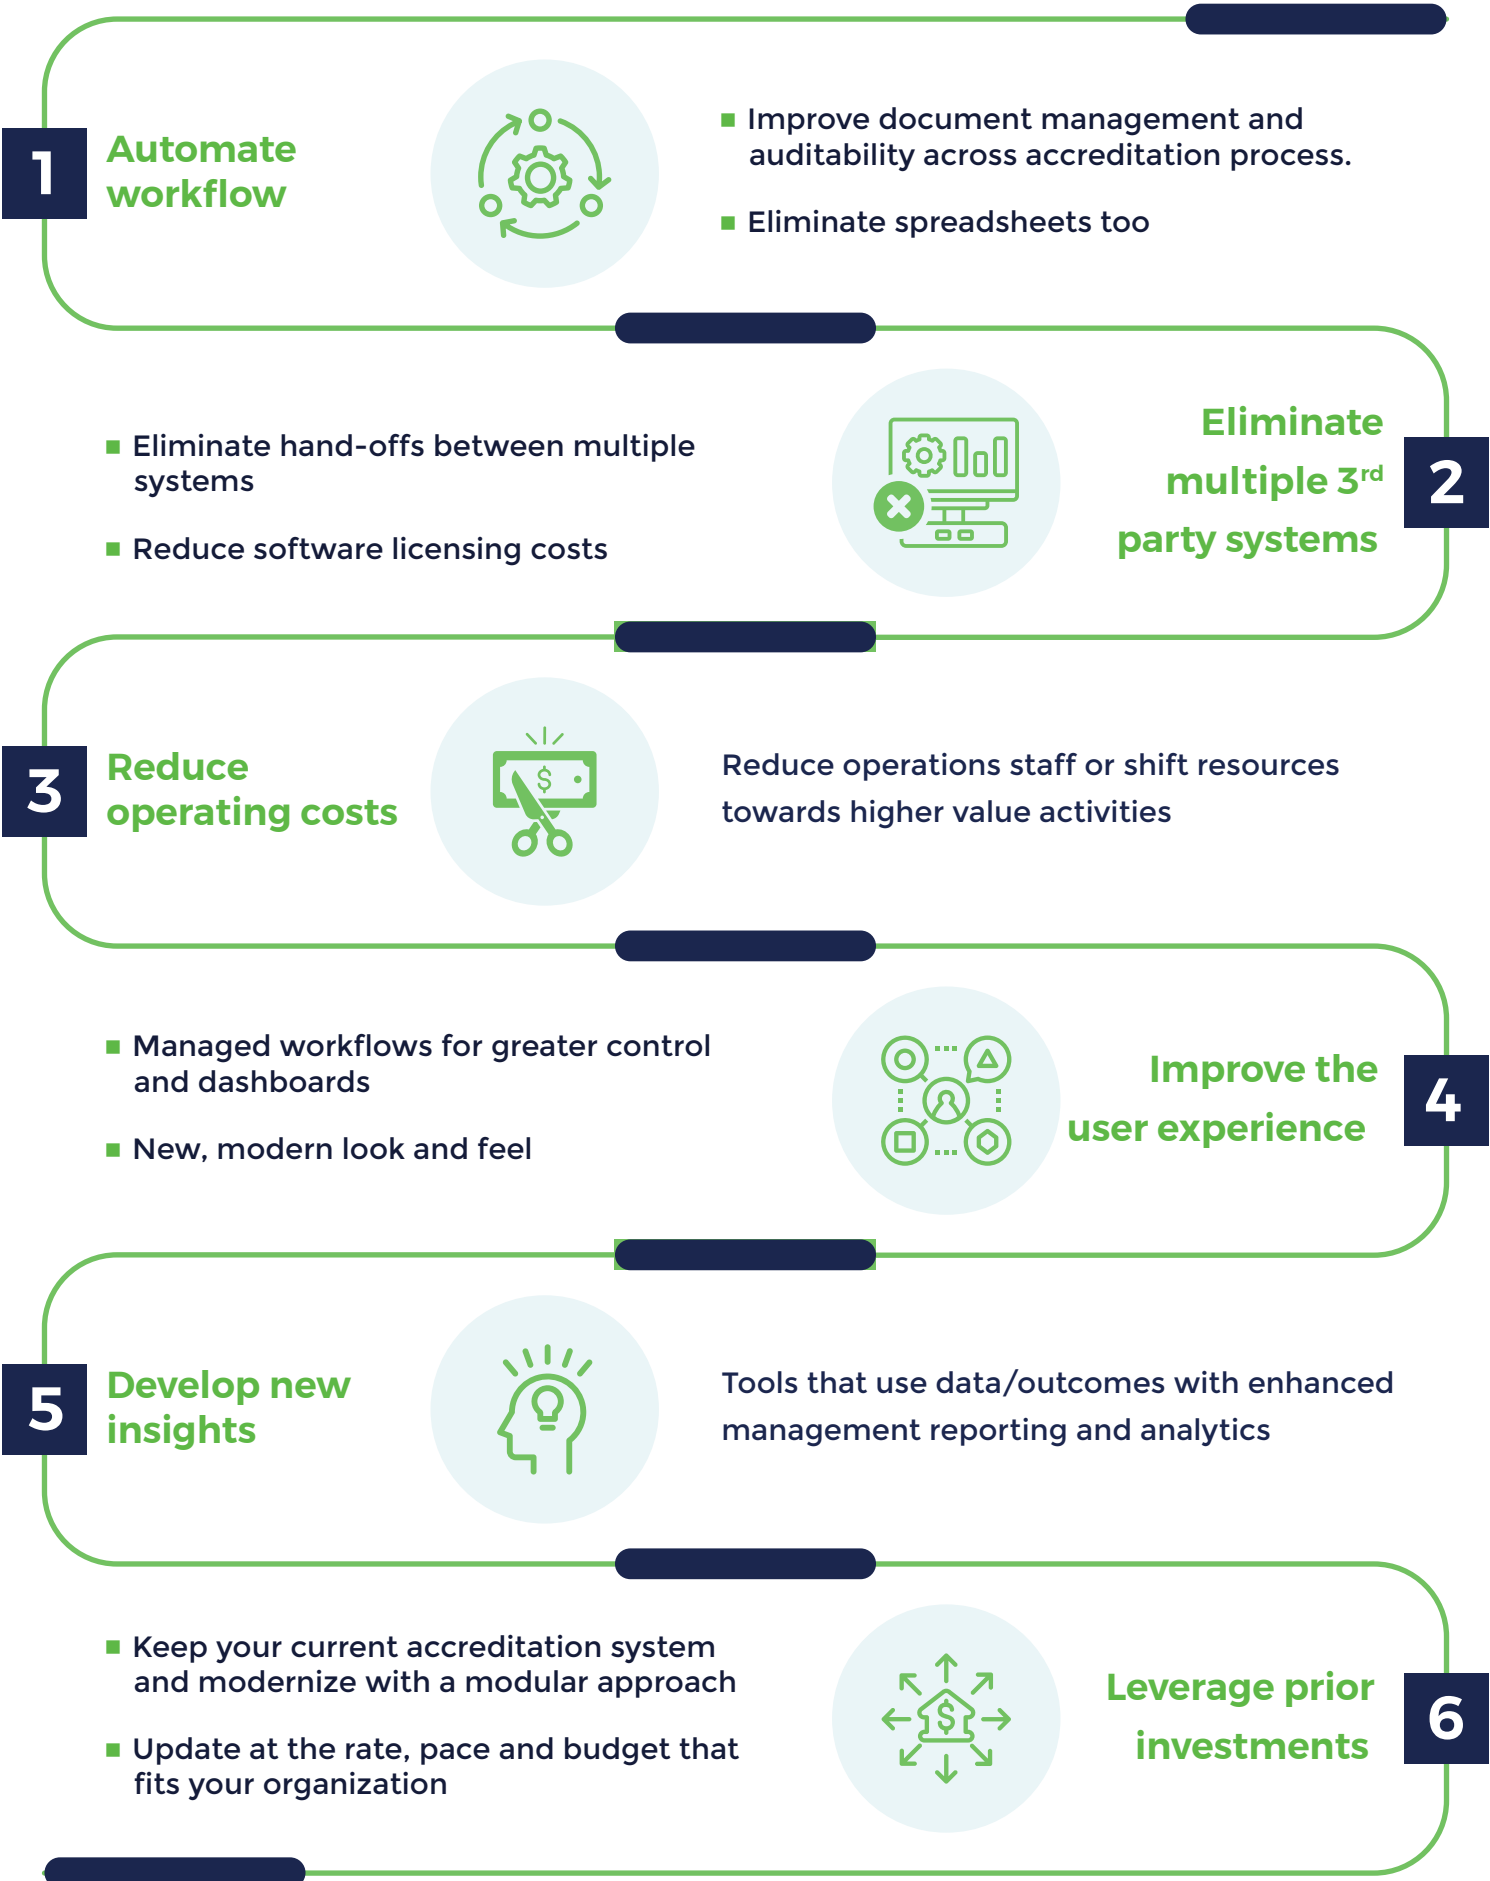 1
Automate
workflow
■ Improve document management and
auditability across accreditation process.
■ Eliminate spreadsheets too
■ Eliminate hand-offs between multiple
systems
■ Reduce software licensing costs
Eliminate
multiple 3rd
party systems
2
3
Reduce
operating costs
$
Reduce operations staff or shift resources
towards higher value activities
■ Managed workflows for greater control
and dashboards
■ New, modern look and feel
Improve the
user experience
4
5
Develop new
insights
Tools that use data/outcomes with enhanced
management reporting and analytics
■ Keep your current accreditation system
and modernize with a modular approach
■ Update at the rate, pace and budget that
fits your organization
$
Leverage prior
investments
6